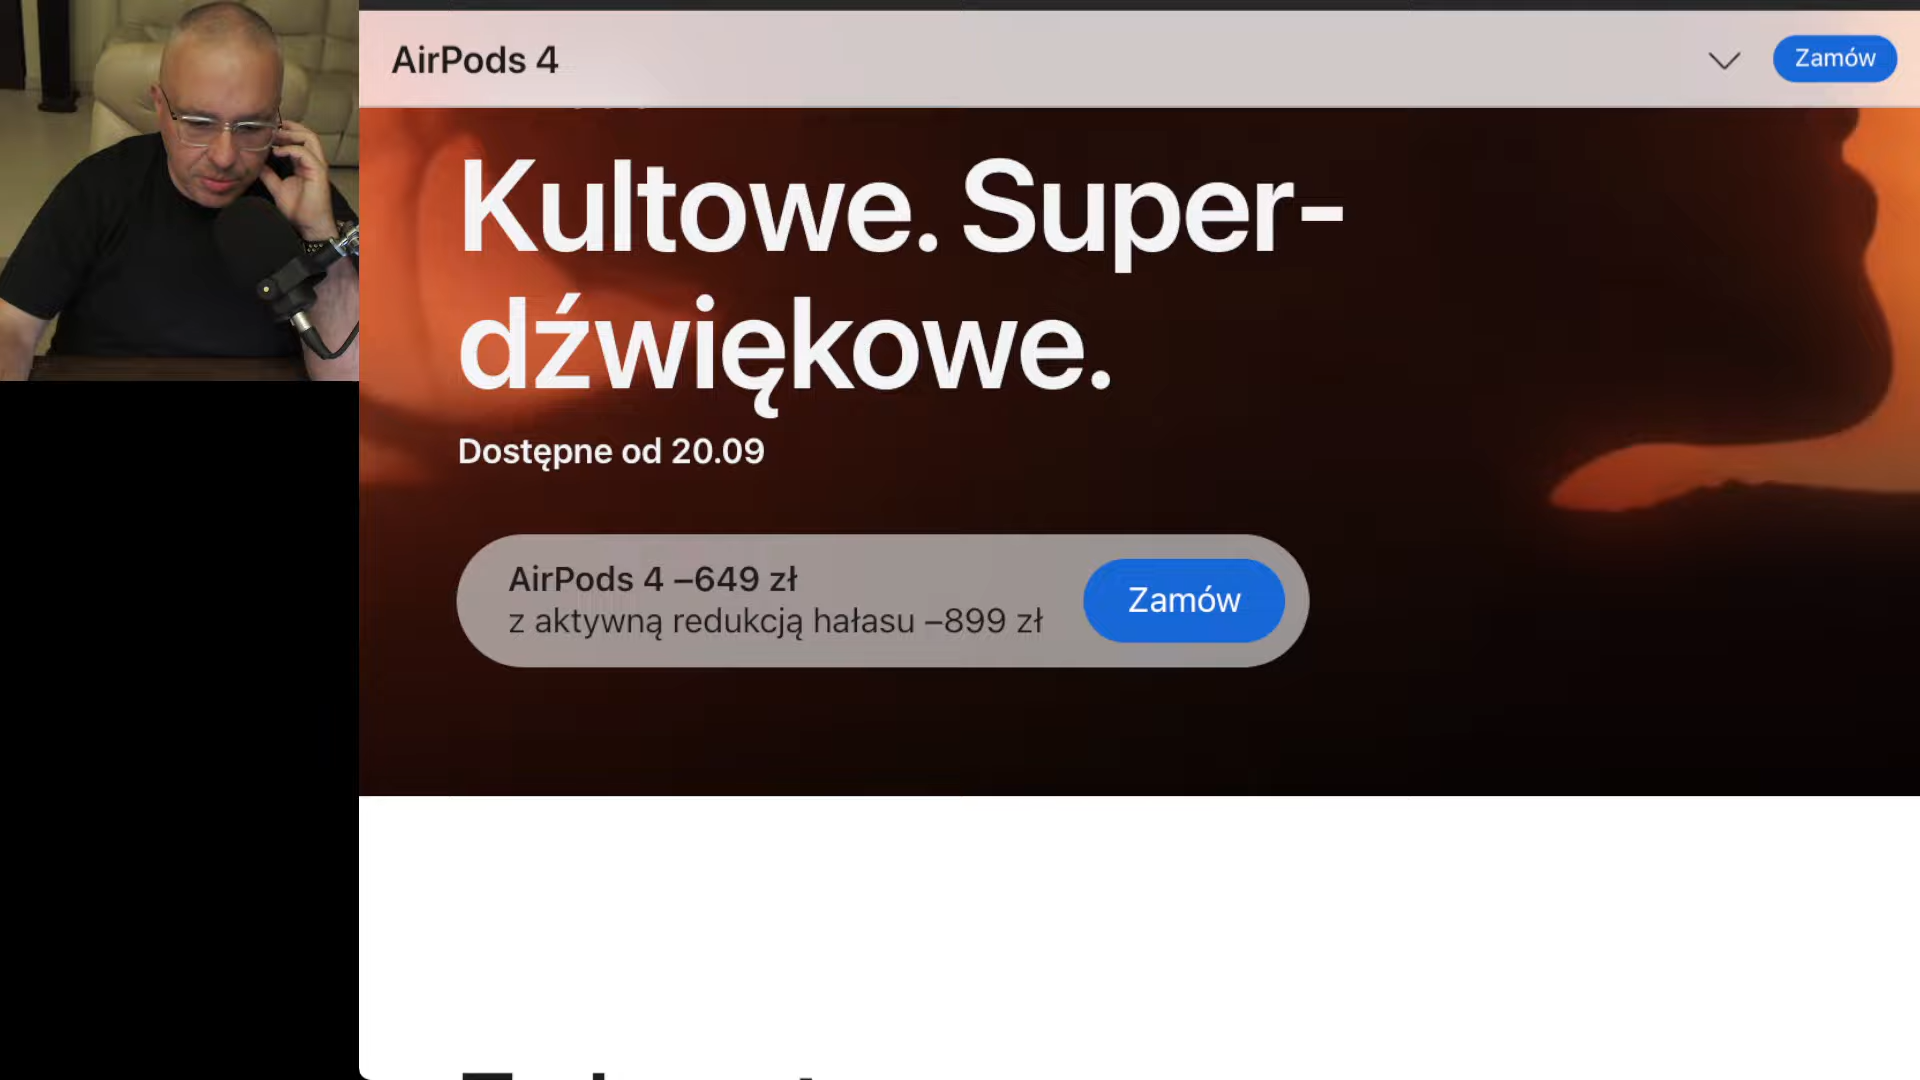 AirPods 4
Zamów
Kultowe. Super-
dźwiękowe.
Dostępne od 20.09
AirPods 4 –649 zł
z aktywną redukcją hałasu –899 zł
Zamów